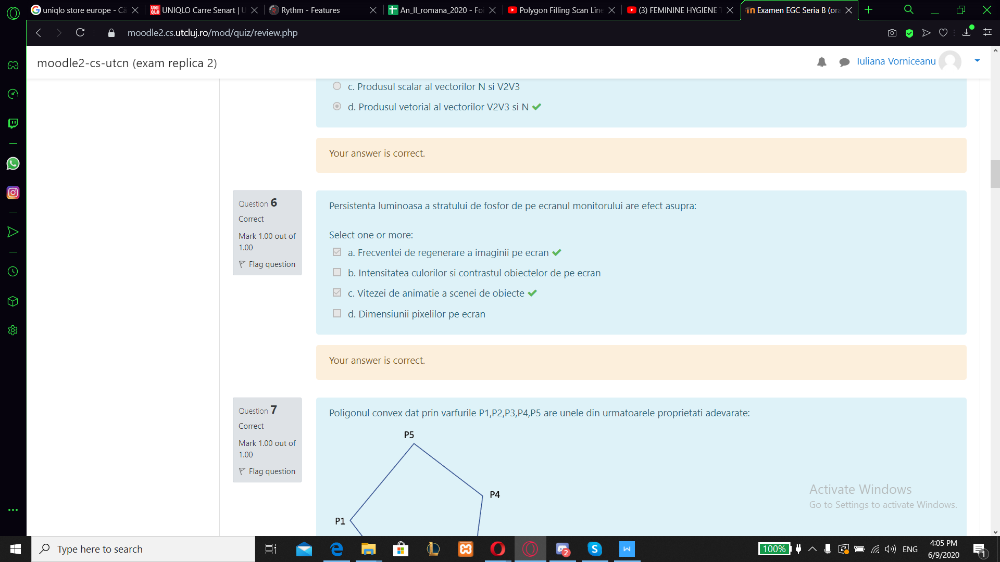 uniqlo store europe - Că
UNIQLO Carre Senart | U
Rythm - Features
An_II_romana_2020 - Foi
Polygon Filling Scan Line
(3) FEMININE HYGIENE T
Examen EGC Seria B (ora
moodle2.cs.utcluj.ro/mod/quiz/review.php
moodle2-cs-utcn (exam replica 2)
Iuliana Vorniceanu
c. Produsul scalar al vectorilor N si V2V3
d. Produsul vetorial al vectorilor V2V3 si N
Your answer is correct.
Question 6
Correct
Mark 1.00 out of
1.00
Flag question
Persistenta luminoasa a stratului de fosfor de pe ecranul monitorului are efect asupra:
Select one or more:
a. Frecventei de regenerare a imaginii pe ecran
b. Intensitatea culorilor si contrastul obiectelor de pe ecran
c. Vitezei de animatie a scenei de obiecte
d. Dimensiunii pixelilor pe ecran
Your answer is correct.
Question 7
Correct
Mark 1.00 out of
1.00
Flag question
Poligonul convex dat prin varfurile P1,P2,P3,P4,P5 are unele din urmatoarele proprietati adevarate:
P5
P4
P1
Activate Windows
Go to Settings to activate Windows.
Type here to search
2
100%
ENG
4:05 PM
6/9/2020
1